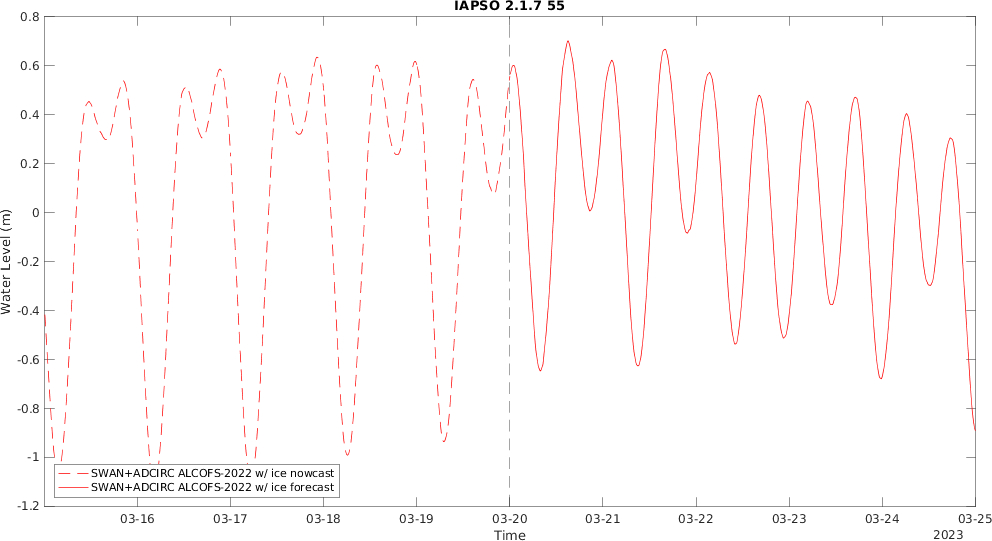 IAPSO 2.1.7 55
Water Level (m)
0.8
0.6
0.4
0.2
0
-0.2
-0.4
-0.6
-0.8
-1
-1.2
SWAN+ADCIRC ALCOFS-2022 w/ ice nowcast
SWAN+ADCIRC ALCOFS-2022 w/ ice forecast
03-16 03-17 03-18 03-19 03-20 03-21 03-22 03-23 03-24 03-25
Time
2023